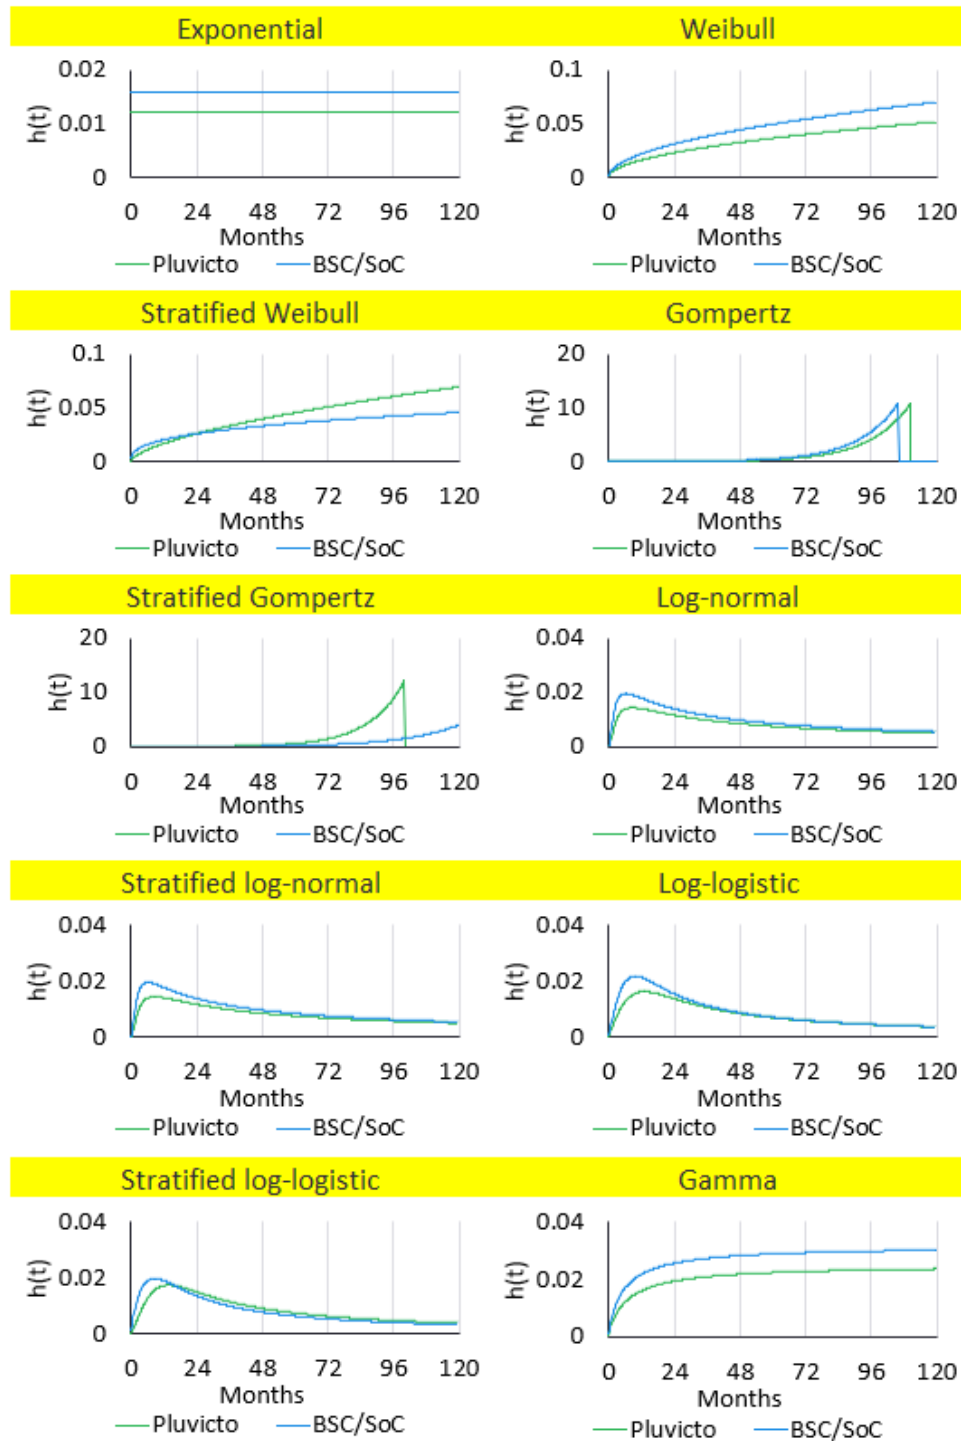 Exponential
0.02
0.01
0
h(t)
0 24 48 72 96 120
Months
Pluvicto BSC/SoC
Weibull
0.1
0.05
0
h(t)
0 24 48 72 96 120
Months
Pluvicto BSC/SoC
Stratified Weibull
0.1
0.05
0
h(t)
0 24 48 72 96 120
Months
Pluvicto BSC/SoC
Gompertz
20
10
0
h(t)
0 24 48 72 96 120
Months
Pluvicto BSC/SoC
Stratified Gompertz
20
10
0
h(t)
0 24 48 72 96 120
Months
Pluvicto BSC/SoC
Log-normal
0.04
0.02
0
h(t)
0 24 48 72 96 120
Months
Pluvicto BSC/SoC
Stratified log-normal
0.04
0.02
0
h(t)
0 24 48 72 96 120
Months
Pluvicto BSC/SoC
Log-logistic
0.04
0.02
0
h(t)
0 24 48 72 96 120
Months
Pluvicto BSC/SoC
Stratified log-logistic
0.04
0.02
0
h(t)
0 24 48 72 96 120
Months
Pluvicto BSC/SoC
Gamma
0.04
0.02
0
h(t)
0 24 48 72 96 120
Months
Pluvicto BSC/SoC